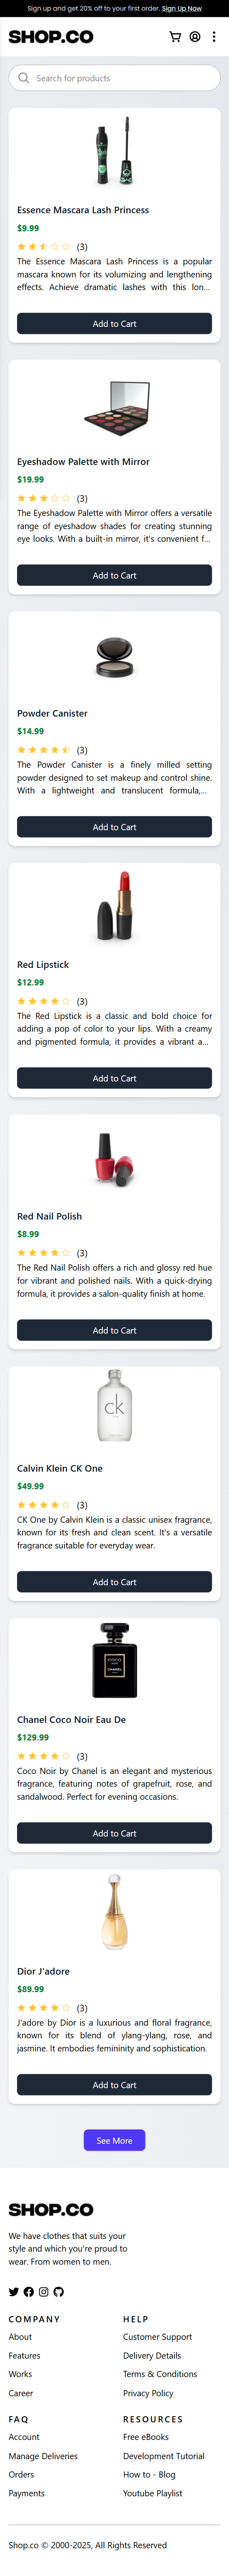 Sign up and get 20% off to your first order. Sign Up Now
SHOP.CO
Search for products
Essence Mascara Lash Princess
$9.99
(3)
The Essence Mascara Lash Princess is a popular
mascara known for its volumizing and lengthening
effects. Achieve dramatic lashes with this lon...
Add to Cart
Eyeshadow Palette with Mirror
$19.99
(3)
The Eyeshadow Palette with Mirror offers a versatile
range of eyeshadow shades for creating stunning
eye looks. With a built-in mirror, it's convenient f...
Add to Cart
Powder Canister
$14.99
(3)
The Powder Canister is a finely milled setting
powder designed to set makeup and control shine.
With a lightweight and translucent formula,...
Add to Cart
Red Lipstick
$12.99
(3)
The Red Lipstick is a classic and bold choice for
adding a pop of color to your lips. With a creamy
and pigmented formula, it provides a vibrant a...
Add to Cart
Red Nail Polish
$8.99
(3)
The Red Nail Polish offers a rich and glossy red hue
for vibrant and polished nails. With a quick-drying
formula, it provides a salon-quality finish at home.
Add to Cart
ck
Calvin Klein CK One
$49.99
(3)
CK One by Calvin Klein is a classic unisex fragrance,
known for its fresh and clean scent. It's a versatile
fragrance suitable for everyday wear.
Add to Cart
COCO
NOIR
CHANEL
Chanel Coco Noir Eau De
$129.99
(3)
Coco Noir by Chanel is an elegant and mysterious
fragrance, featuring notes of grapefruit, rose, and
sandalwood. Perfect for evening occasions.
Add to Cart
Dior J'adore
$89.99
(3)
J'adore by Dior is a luxurious and floral fragrance,
known for its blend of ylang-ylang, rose, and
jasmine. It embodies femininity and sophistication.
Add to Cart
See More
SHOP.CO
We have clothes that suits your
style and which you're proud to
wear. From women to men.
COMPANY
About
Features
Works
Career
HELP
Customer Support
Delivery Details
Terms & Conditions
Privacy Policy
FAQ
Account
Manage Deliveries
Orders
Payments
RESOURCES
Free eBooks
Development Tutorial
How to - Blog
Youtube Playlist
Shop.co © 2000-2025, All Rights Reserved